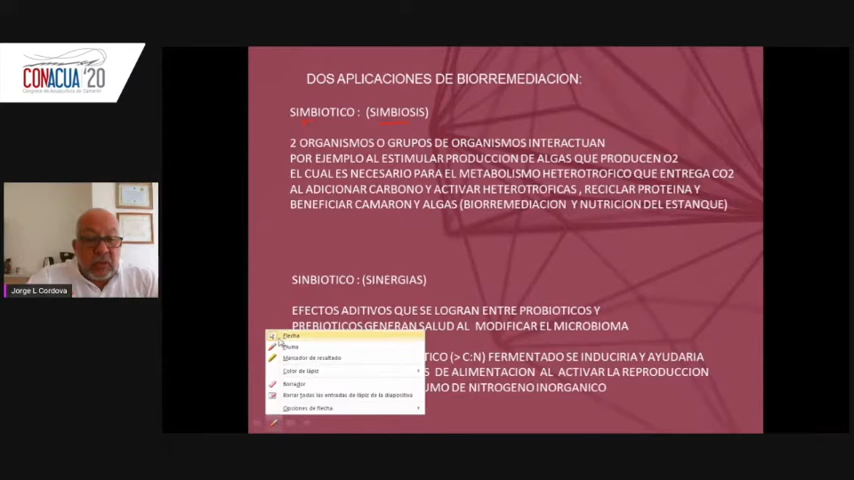 CONACUA '20
Congreso de Acuacultura de Camarón
Jorge L Cordova
DOS APLICACIONES DE BIORREMEDIACION:
SIMBIOTICO : (SIMBIOSIS)
2 ORGANISMOS O GRUPOS DE ORGANISMOS INTERACTUAN
POR EJEMPLO AL ESTIMULAR PRODUCCION DE ALGAS QUE PRODUCEN O2
EL CUAL ES NECESARIO PARA EL METABOLISMO HETEROTROFICO QUE ENTREGA CO2
AL ADICIONAR CARBONO Y ACTIVAR HETEROTROFICAS , RECICLAR PROTEINA Y
BENEFICIAR CAMARON Y ALGAS (BIORREMEDIACION Y NUTRICION DEL ESTANQUE)
SINBIOTICO : (SINERGIAS)
EFECTOS ADITIVOS QUE SE LOGRAN ENTRE PROBIOTICOS Y
PREBIOTICOS GENERAN SALUD AL MODIFICAR EL MICROBIOMA
TICO (> C:N) FERMENTADO SE INDUCIRIA Y AYUDARIA
S DE ALIMENTACION AL ACTIVAR LA REPRODUCCION
UMO DE NITROGENO INORGANICO
Flecha
Pluma
Marcador de resaltado
Color de lápiz
Borrador
Borrar todas las entradas de lápiz de la diapositiva
Opciones de flecha